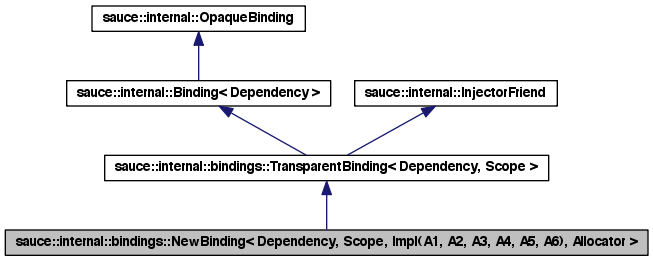 sauce::internal::OpaqueBinding
sauce::internal::Binding< Dependency >
sauce::internal::InjectorFriend
sauce::internal::bindings::TransparentBinding< Dependency, Scope >
sauce::internal::bindings::NewBinding< Dependency, Scope, Impl(A1, A2, A3, A4, A5, A6), Allocator >